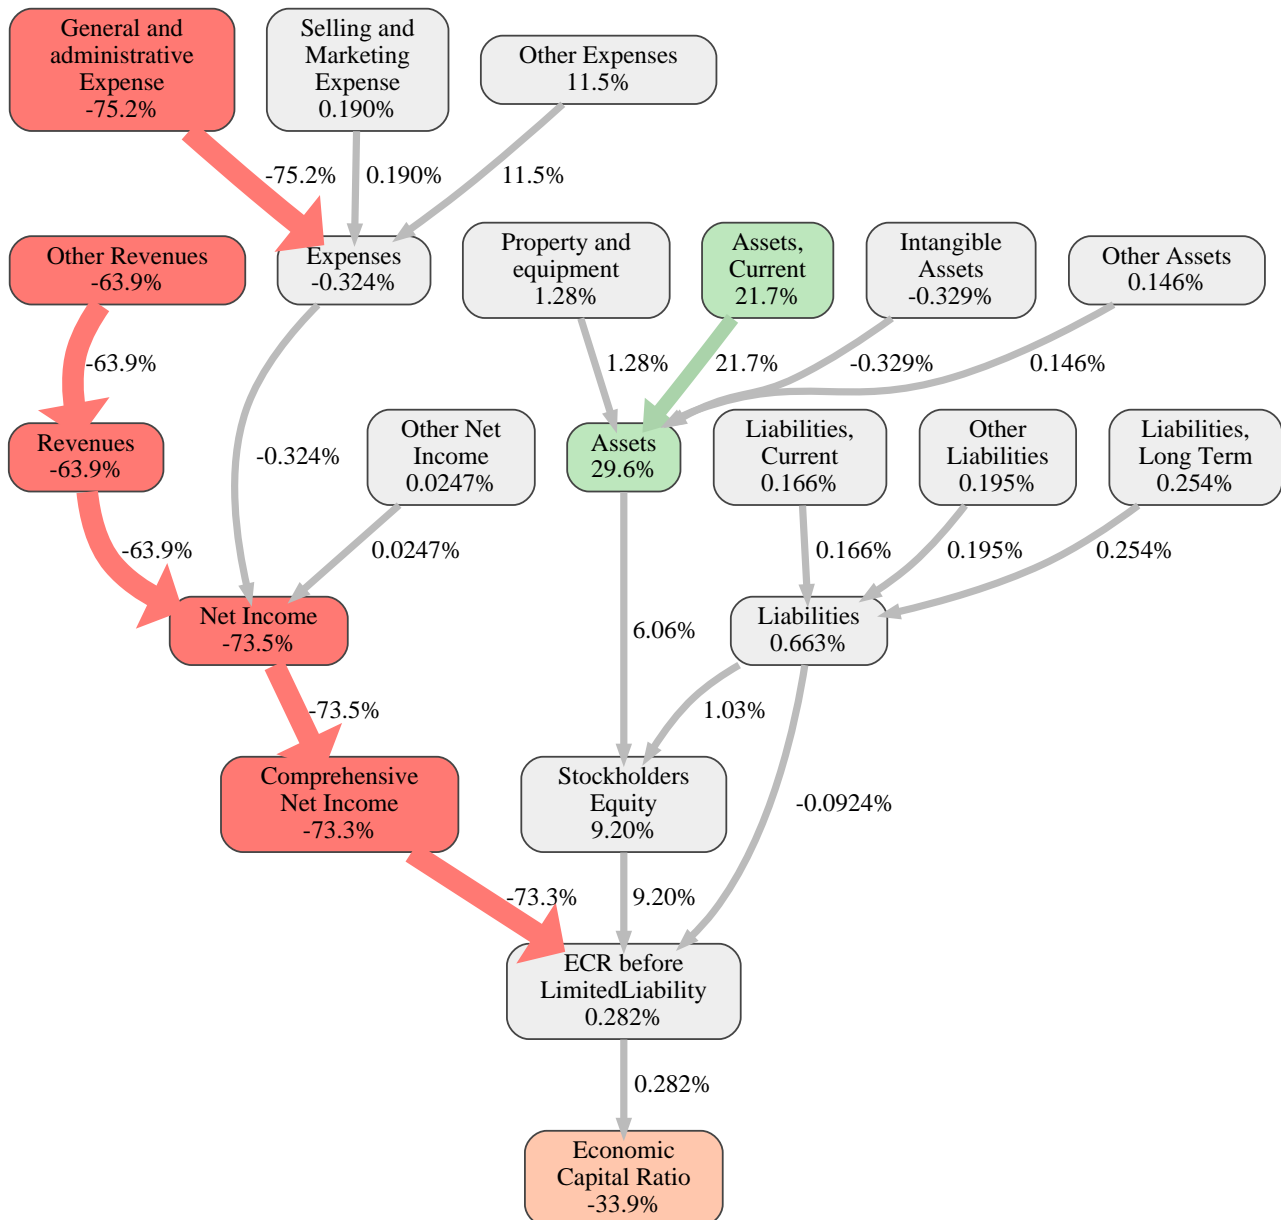 General and
administrative
Expense
-75.2%
Selling and
Marketing
Expense
0.190%
Other Expenses
11.5%
-75.2%
0.190%
11.5%
Other Revenues
-63.9%
Expenses
-0.324%
Property and
equipment
1.28%
Assets,
Current
21.7%
Intangible
Assets
-0.329%
Other Assets
0.146%
-63.9%
1.28%
21.7%
-0.329%
0.146%
Revenues
-63.9%
-0.324%
Other Net
Income
0.0247%
Assets
29.6%
Liabilities,
Current
0.166%
Other
Liabilities
0.195%
Liabilities,
Long Term
0.254%
-63.9%
0.0247%
0.166%
0.195%
0.254%
Net Income
-73.5%
6.06%
Liabilities
0.663%
-73.5%
1.03%
Comprehensive
Net Income
-73.3%
Stockholders
Equity
9.20%
-0.0924%
-73.3%
9.20%
ECR before
LimitedLiability
0.282%
0.282%
Economic
Capital Ratio
-33.9%